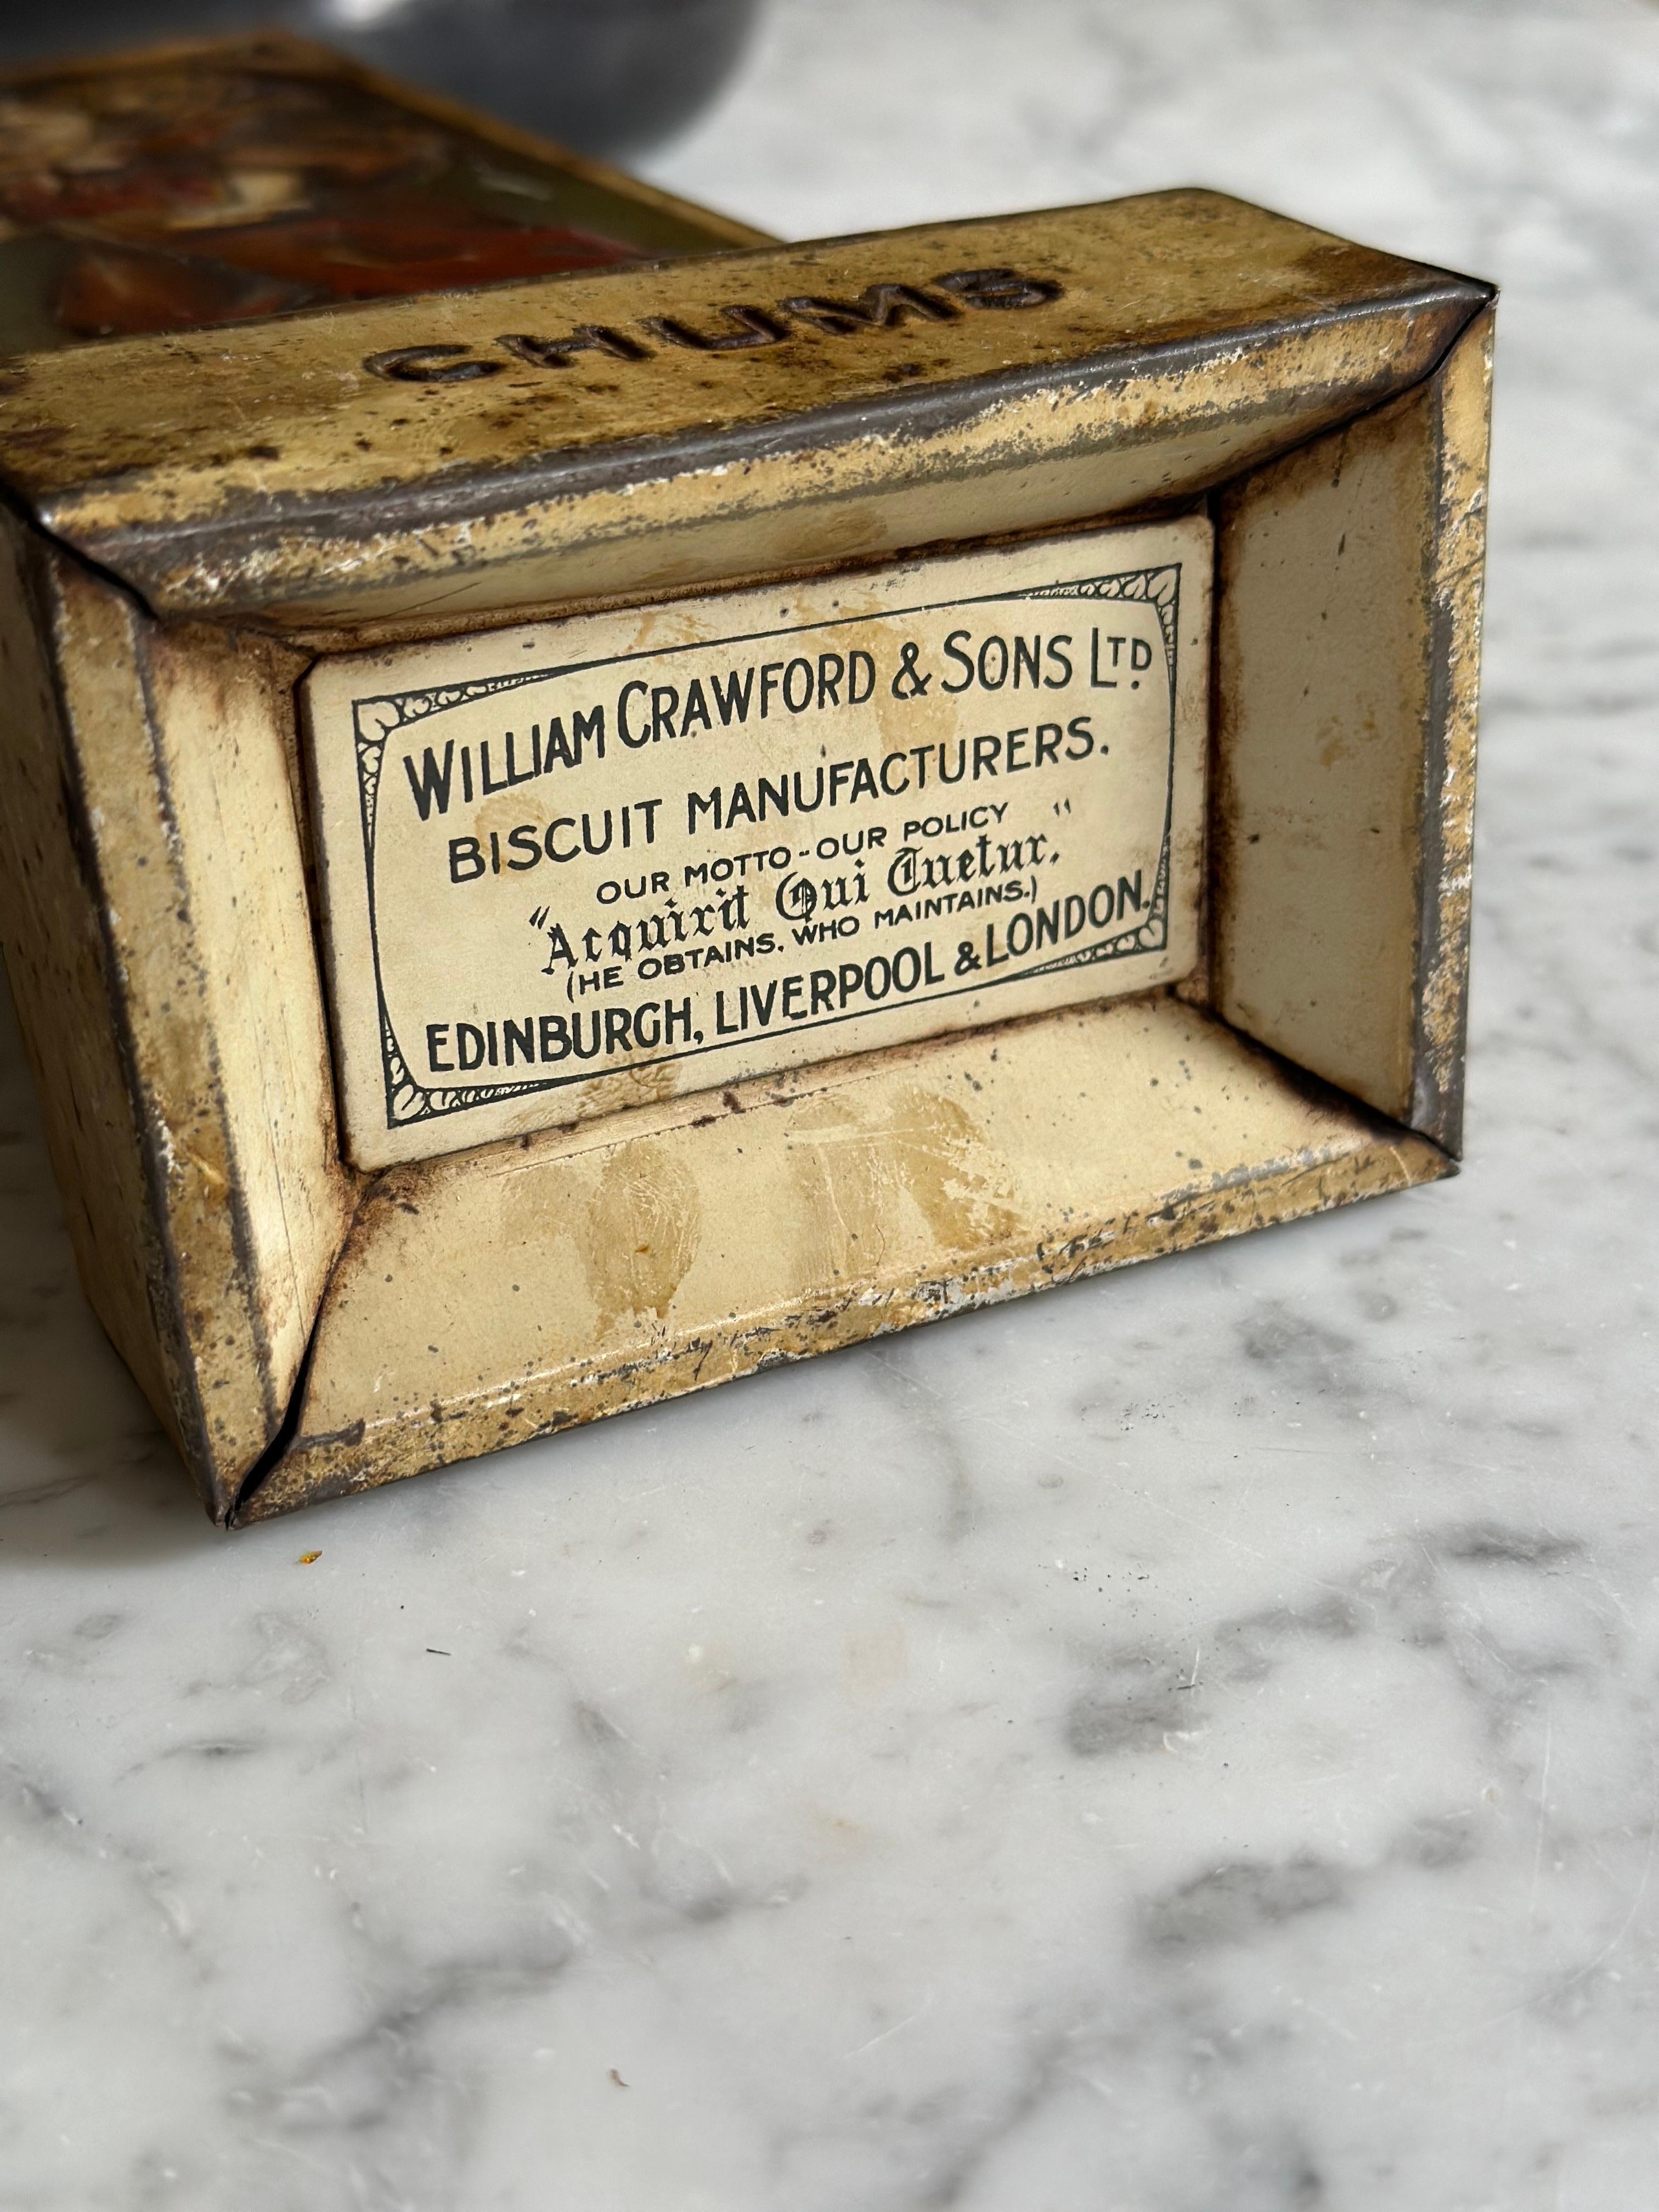 CHUMS
WILLIAM CRAWFORD & SONS LTD.
BISCUIT MANUFACTURERS.
OUR MOTTO-OUR POLICY
"Acquirit Qui Tuetur."
(HE OBTAINS, WHO MAINTAINS.)
EDINBURGH, LIVERPOOL & LONDON.